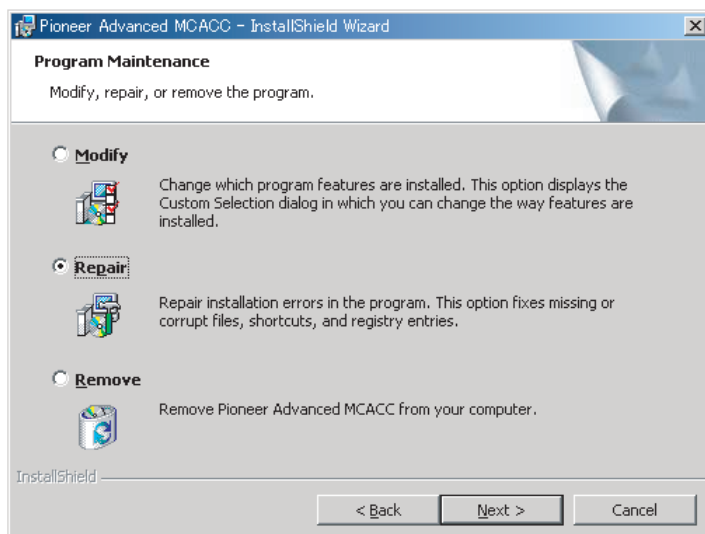 Pioneer Advanced MCACC - InstallShield Wizard
Program Maintenance
Modify, repair, or remove the program.
Modify
Change which program features are installed. This option displays the
Custom Selection dialog in which you can change the way features are
installed.
Repair
Repair installation errors in the program. This option fixes missing or
corrupt files, shortcuts, and registry entries.
Remove
Remove Pioneer Advanced MCACC from your computer.
InstallShield
< Back
Next >
Cancel